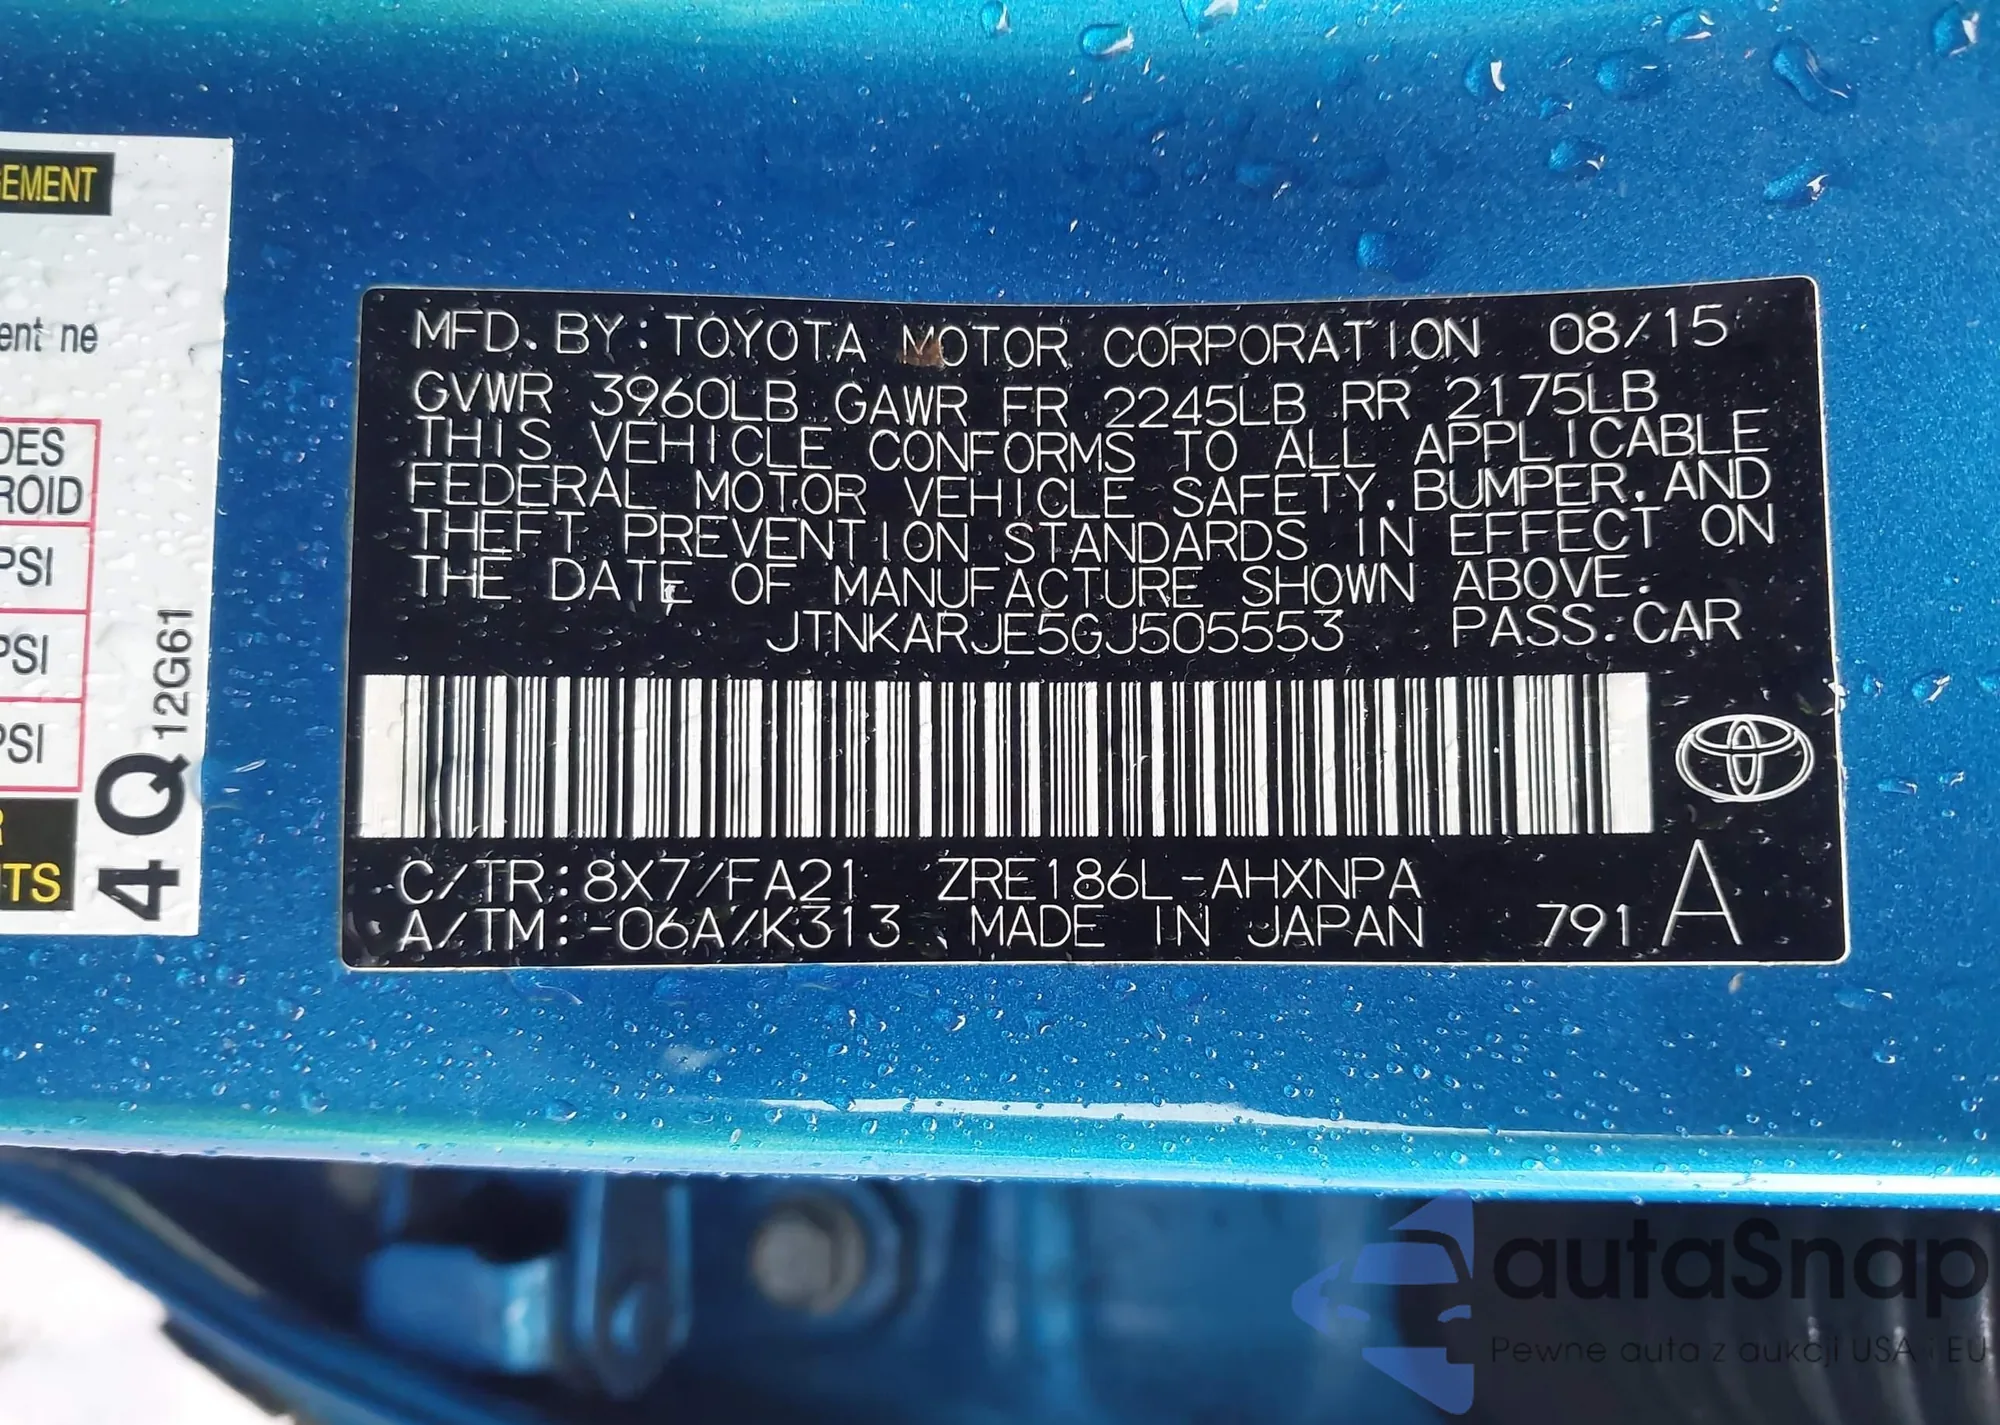 EMENT
ent ne
DES
ROID
PSI
PSI
PSI
R
ITS
4Q 12G61
MFD. BY: TOYOTA MOTOR CORPORATION 08/15
GVWR 3960LB GAWR FR 2245LB RR 2175LB
THIS VEHICLE CONFORMS TO ALL APPLICABLE
FEDERAL MOTOR VEHICLE SAFETY, BUMPER, AND
THEFT PREVENTION STANDARDS IN EFFECT ON
THE DATE OF MANUFACTURE SHOWN ABOVE.
JTNKARJE5GJ505553 PASS. CAR
C/TR: 8X7/FA21 ZRE186L-AHXNPA
A/TM: -06A/K313 MADE IN JAPAN 791 A
autoSnap
Pewne auta z aukcji USA i EU